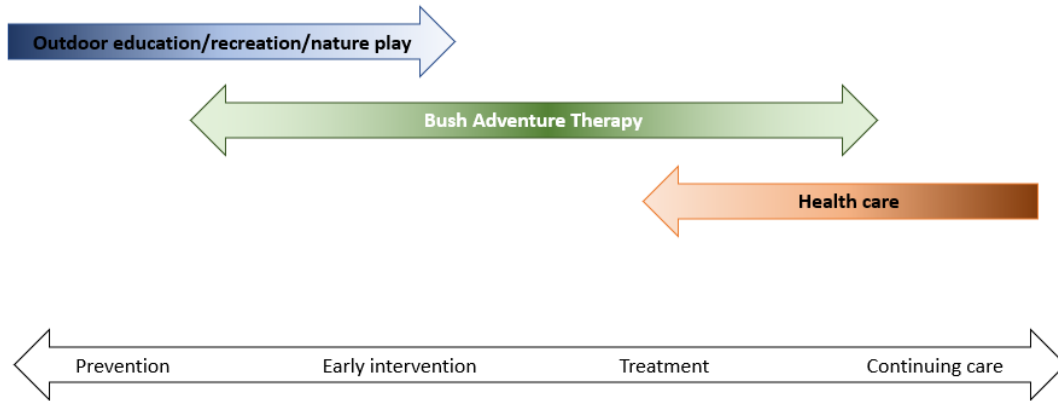 Outdoor education/recreation/nature play
Bush Adventure Therapy
Health care
Prevention Early intervention Treatment Continuing care